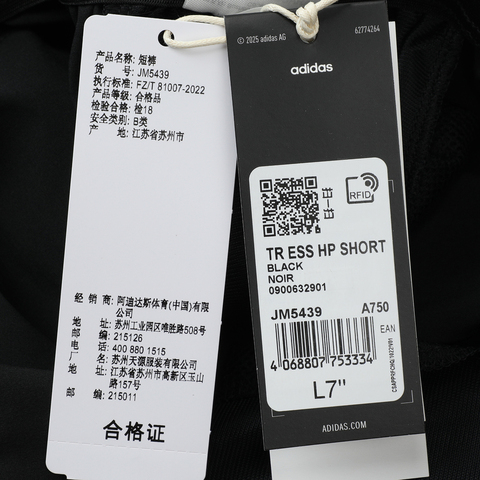 产品名称: 短裤
货 号: JM5439
执行标准: FZ/T 81007-2022
产品等级: 合格品
检验合格: 检18
安全类别: B类
产 地: 江苏省苏州市
经 销 商: 阿迪达斯体育(中国)有限
公司
地 址: 苏州工业园区唯胜路508号
邮 编: 215126
电 话: 400 880 1515
厂 名: 苏州天源服装有限公司
地 址: 江苏省苏州市高新区玉山
路157号
邮 编: 215011
合格证
© 2025 adidas AG
62774264
adidas
RFID
TR ESS HP SHORT
BLACK
NOIR
0900632901
JM5439 A750
EAN
4 068807 753334
L7"
ADIDAS.COM